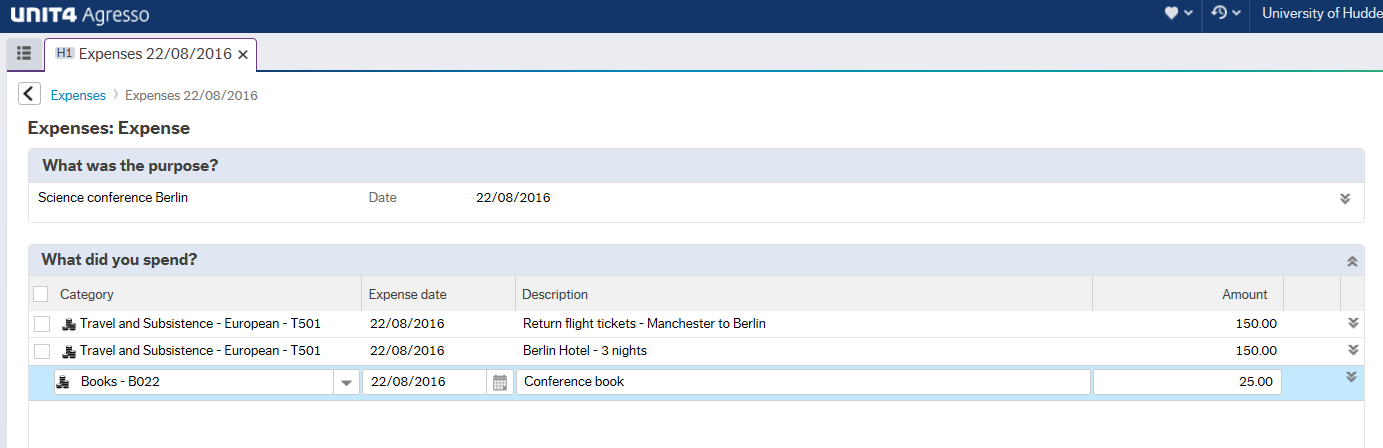 UNIT4 Agresso
University of Hudde
H1 Expenses 22/08/2016
Expenses Expenses 22/08/2016
Expenses: Expense
What was the purpose?
Science conference Berlin Date 22/08/2016
What did you spend?
Category Expense date Description Amount
Travel and Subsistence - European - T501 22/08/2016 Return flight tickets - Manchester to Berlin 150.00
Travel and Subsistence - European - T501 22/08/2016 Berlin Hotel - 3 nights 150.00
Books - B022 22/08/2016 Conference book 25.00